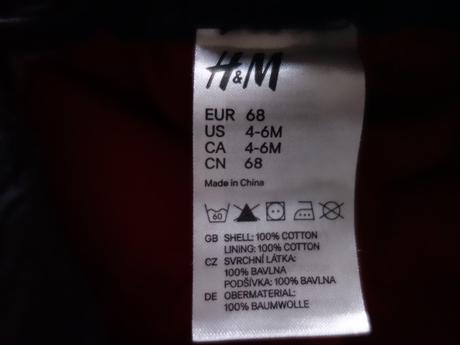 H&M
EUR 68
US 4-6M
CA 4-6M
CN 68
Made in China
60
GB SHELL: 100% COTTON
LINING: 100% COTTON
CZ SVRCHNÍ LÁTKA:
100% BAVLNA
PODŠÍVKA: 100% BAVLNA
DE OBERMATERIAL:
100% BAUMWOLLE